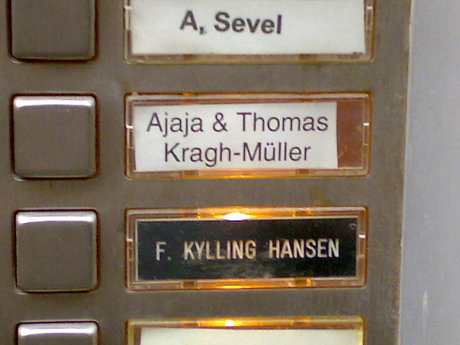 A, Sevel
Ajaja & Thomas
Kragh-Müller
F. KYLLING HANSEN